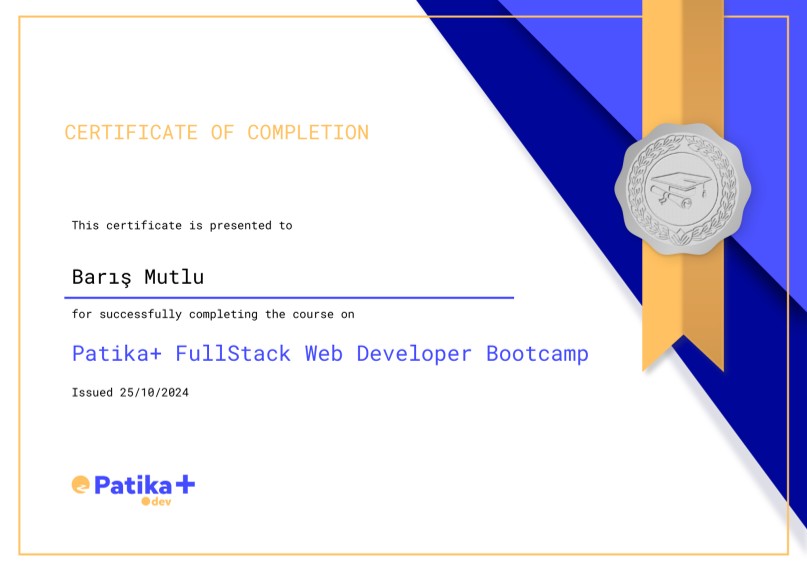 CERTIFICATE OF COMPLETION
This certificate is presented to
Barış Mutlu
for successfully completing the course on
Patika+ FullStack Web Developer Bootcamp
Issued 25/10/2024
Patika+
dev